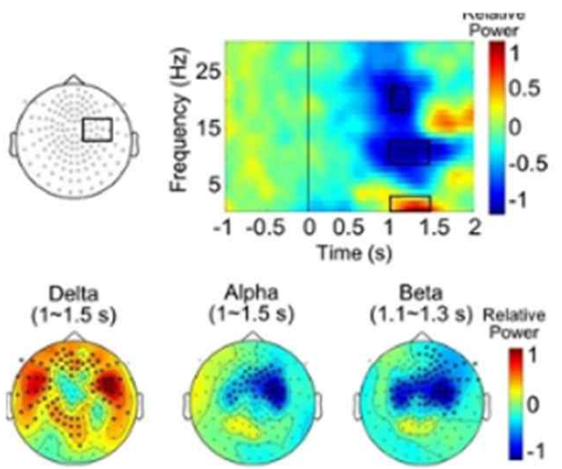 Relative
Power
Frequency (Hz)
25
15
5
-1 -0.5 0 0.5 1 1.5 2
Time (s)
1
0.5
0
-0.5
-1
Delta
(1~1.5 s)
Alpha
(1~1.5 s)
Beta
(1.1~1.3 s)
Relative
Power
1
0
-1